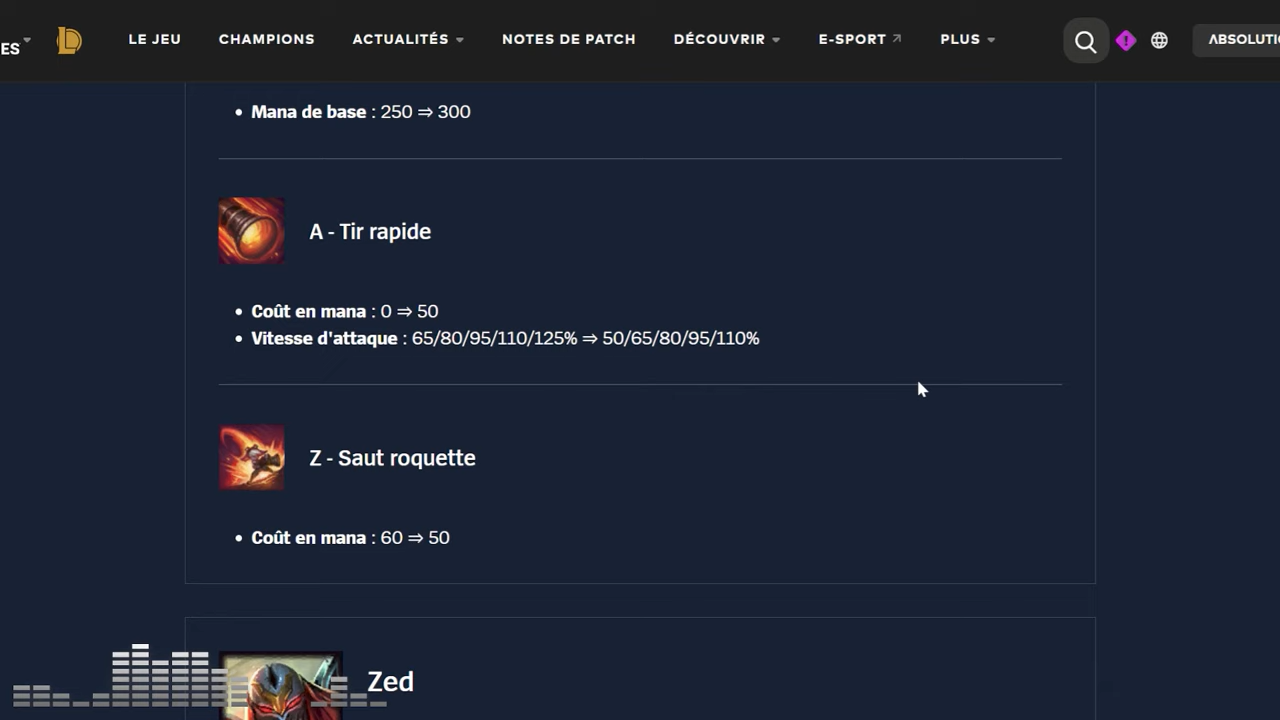 ES
LE JEU
CHAMPIONS
ACTUALITÉS
NOTES DE PATCH
DÉCOUVRIR
E-SPORT
PLUS
ABSOLUTI
Mana de base : 250 ⇒ 300
A - Tir rapide
Coût en mana : 0 ⇒ 50
Vitesse d'attaque : 65/80/95/110/125% ⇒ 50/65/80/95/110%
Z - Saut roquette
Coût en mana : 60 ⇒ 50
Zed